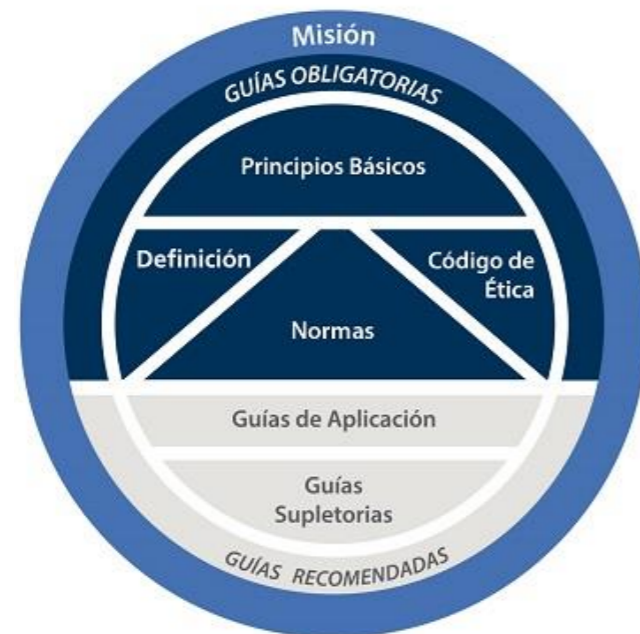 Misión
GUÍAS OBLIGATORIAS
Principios Básicos
Definición
Código de
Ética
Normas
Guías de Aplicación
Guías
Supletorias
GUÍAS RECOMENDADAS